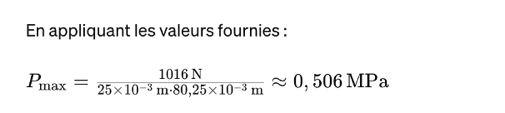 En appliquant les valeurs fournies :
P_max = 1016 N / 25×10⁻³ m·80,25×10⁻³ m ≈ 0, 506 MPa